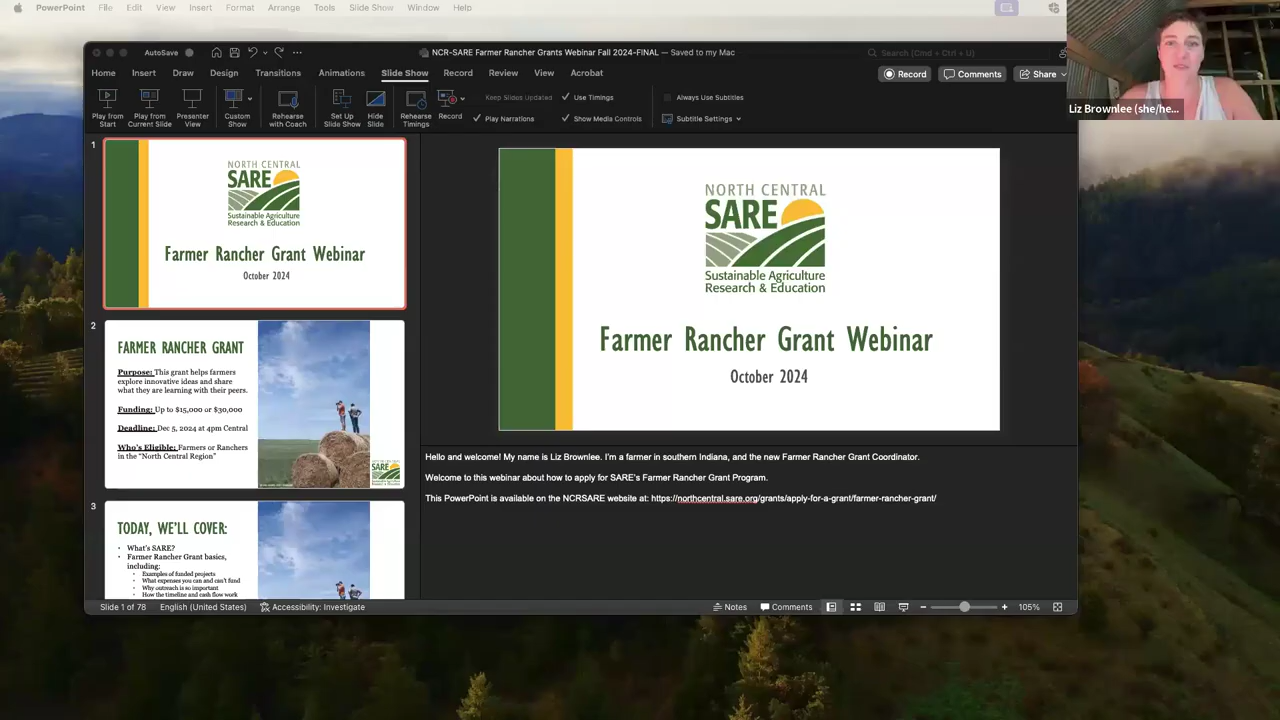 PowerPoint File Edit View Insert Format Arrange Tools Slide Show Window Help
AutoSave
NCR-SARE Farmer Rancher Grants Webinar Fall 2024-FINAL — Saved to my Mac
Search (Cmd + Ctrl + U)
Home Insert Draw Design Transitions Animations Slide Show Record Review View Acrobat
Record Comments Share
Play from Start
Play from Current Slide
Presenter View
Custom Show
Rehearse with Coach
Set Up Slide Show
Hide Slide
Rehearse Timings
Record
Keep Slides Updated
Use Timings
Play Narrations
Show Media Controls
Always Use Subtitles
Subtitle Settings
Liz Brownlee (she/he...
1
NORTH CENTRAL
SARE
Sustainable Agriculture
Research & Education
Farmer Rancher Grant Webinar
October 2024
2
FARMER RANCHER GRANT
Purpose: This grant helps farmers
explore innovative ideas and share
what they are learning with their peers.
Funding: Up to $15,000 or $30,000
Deadline: Dec 5, 2024 at 4pm Central
Who's Eligible: Farmers or Ranchers
in the "North Central Region"
SARE
3
TODAY, WE'LL COVER:
• What's SARE?
• Farmer Rancher Grant basics,
including:
• Examples of funded projects
• What expenses you can and can't fund
• Why outreach is so important
• How the timeline and cash flow work
NORTH CENTRAL
SARE
Sustainable Agriculture
Research & Education
Farmer Rancher Grant Webinar
October 2024
Hello and welcome! My name is Liz Brownlee. I'm a farmer in southern Indiana, and the new Farmer Rancher Grant Coordinator.
Welcome to this webinar about how to apply for SARE's Farmer Rancher Grant Program.
This PowerPoint is available on the NCRSARE website at: https://northcentral.sare.org/grants/apply-for-a-grant/farmer-rancher-grant/
Slide 1 of 78 English (United States) Accessibility: Investigate
Notes Comments 105%